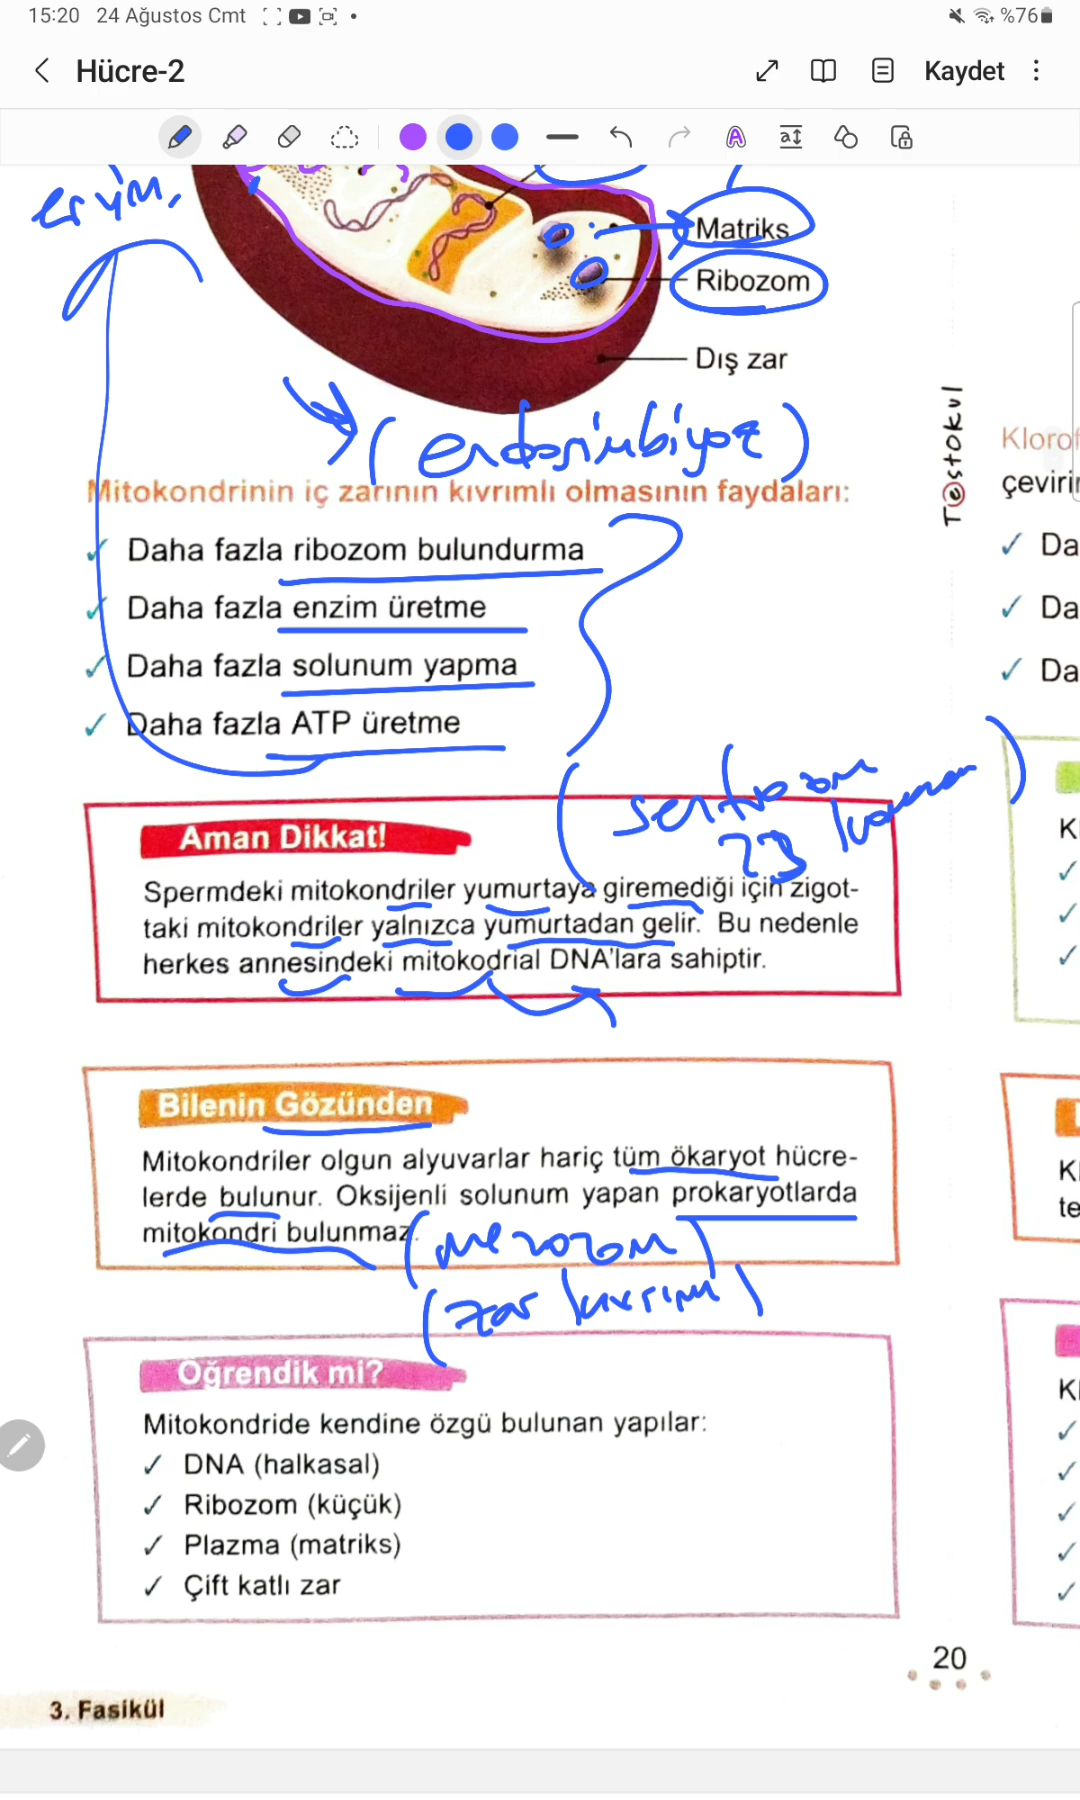 15:20 24 Ağustos Cmt %76
Hücre-2
Kaydet
Matriks
Ribozom
Dış zar
(endosimbiyoz)
Mitokondrinin iç zarının kıvrımlı olmasının faydaları:
✓ Daha fazla ribozom bulundurma
✓ Daha fazla enzim üretme
✓ Daha fazla solunum yapma
✓ Daha fazla ATP üretme
(sentrozom
23 kromozom)
Aman Dikkat!
Spermdeki mitokondriler yumurtaya giremediği için zigot-
taki mitokondriler yalnızca yumurtadan gelir. Bu nedenle
herkes annesindeki mitokodrial DNA'lara sahiptir.
Bilenin Gözünden
Mitokondriler olgun alyuvarlar hariç tüm ökaryot hücre-
lerde bulunur. Oksijenli solunum yapan prokaryotlarda
mitokondri bulunmaz.
(mezozom)
(zar kıvrımı)
Öğrendik mi?
Mitokondride kendine özgü bulunan yapılar:
✓ DNA (halkasal)
✓ Ribozom (küçük)
✓ Plazma (matriks)
✓ Çift katlı zar
20
3. Fasikül
Testokul
Klorof
çevirir
✓ Da
✓ Da
✓ Da
K
✓
✓
✓
Kl
te
Kl
✓
✓
✓
✓
✓